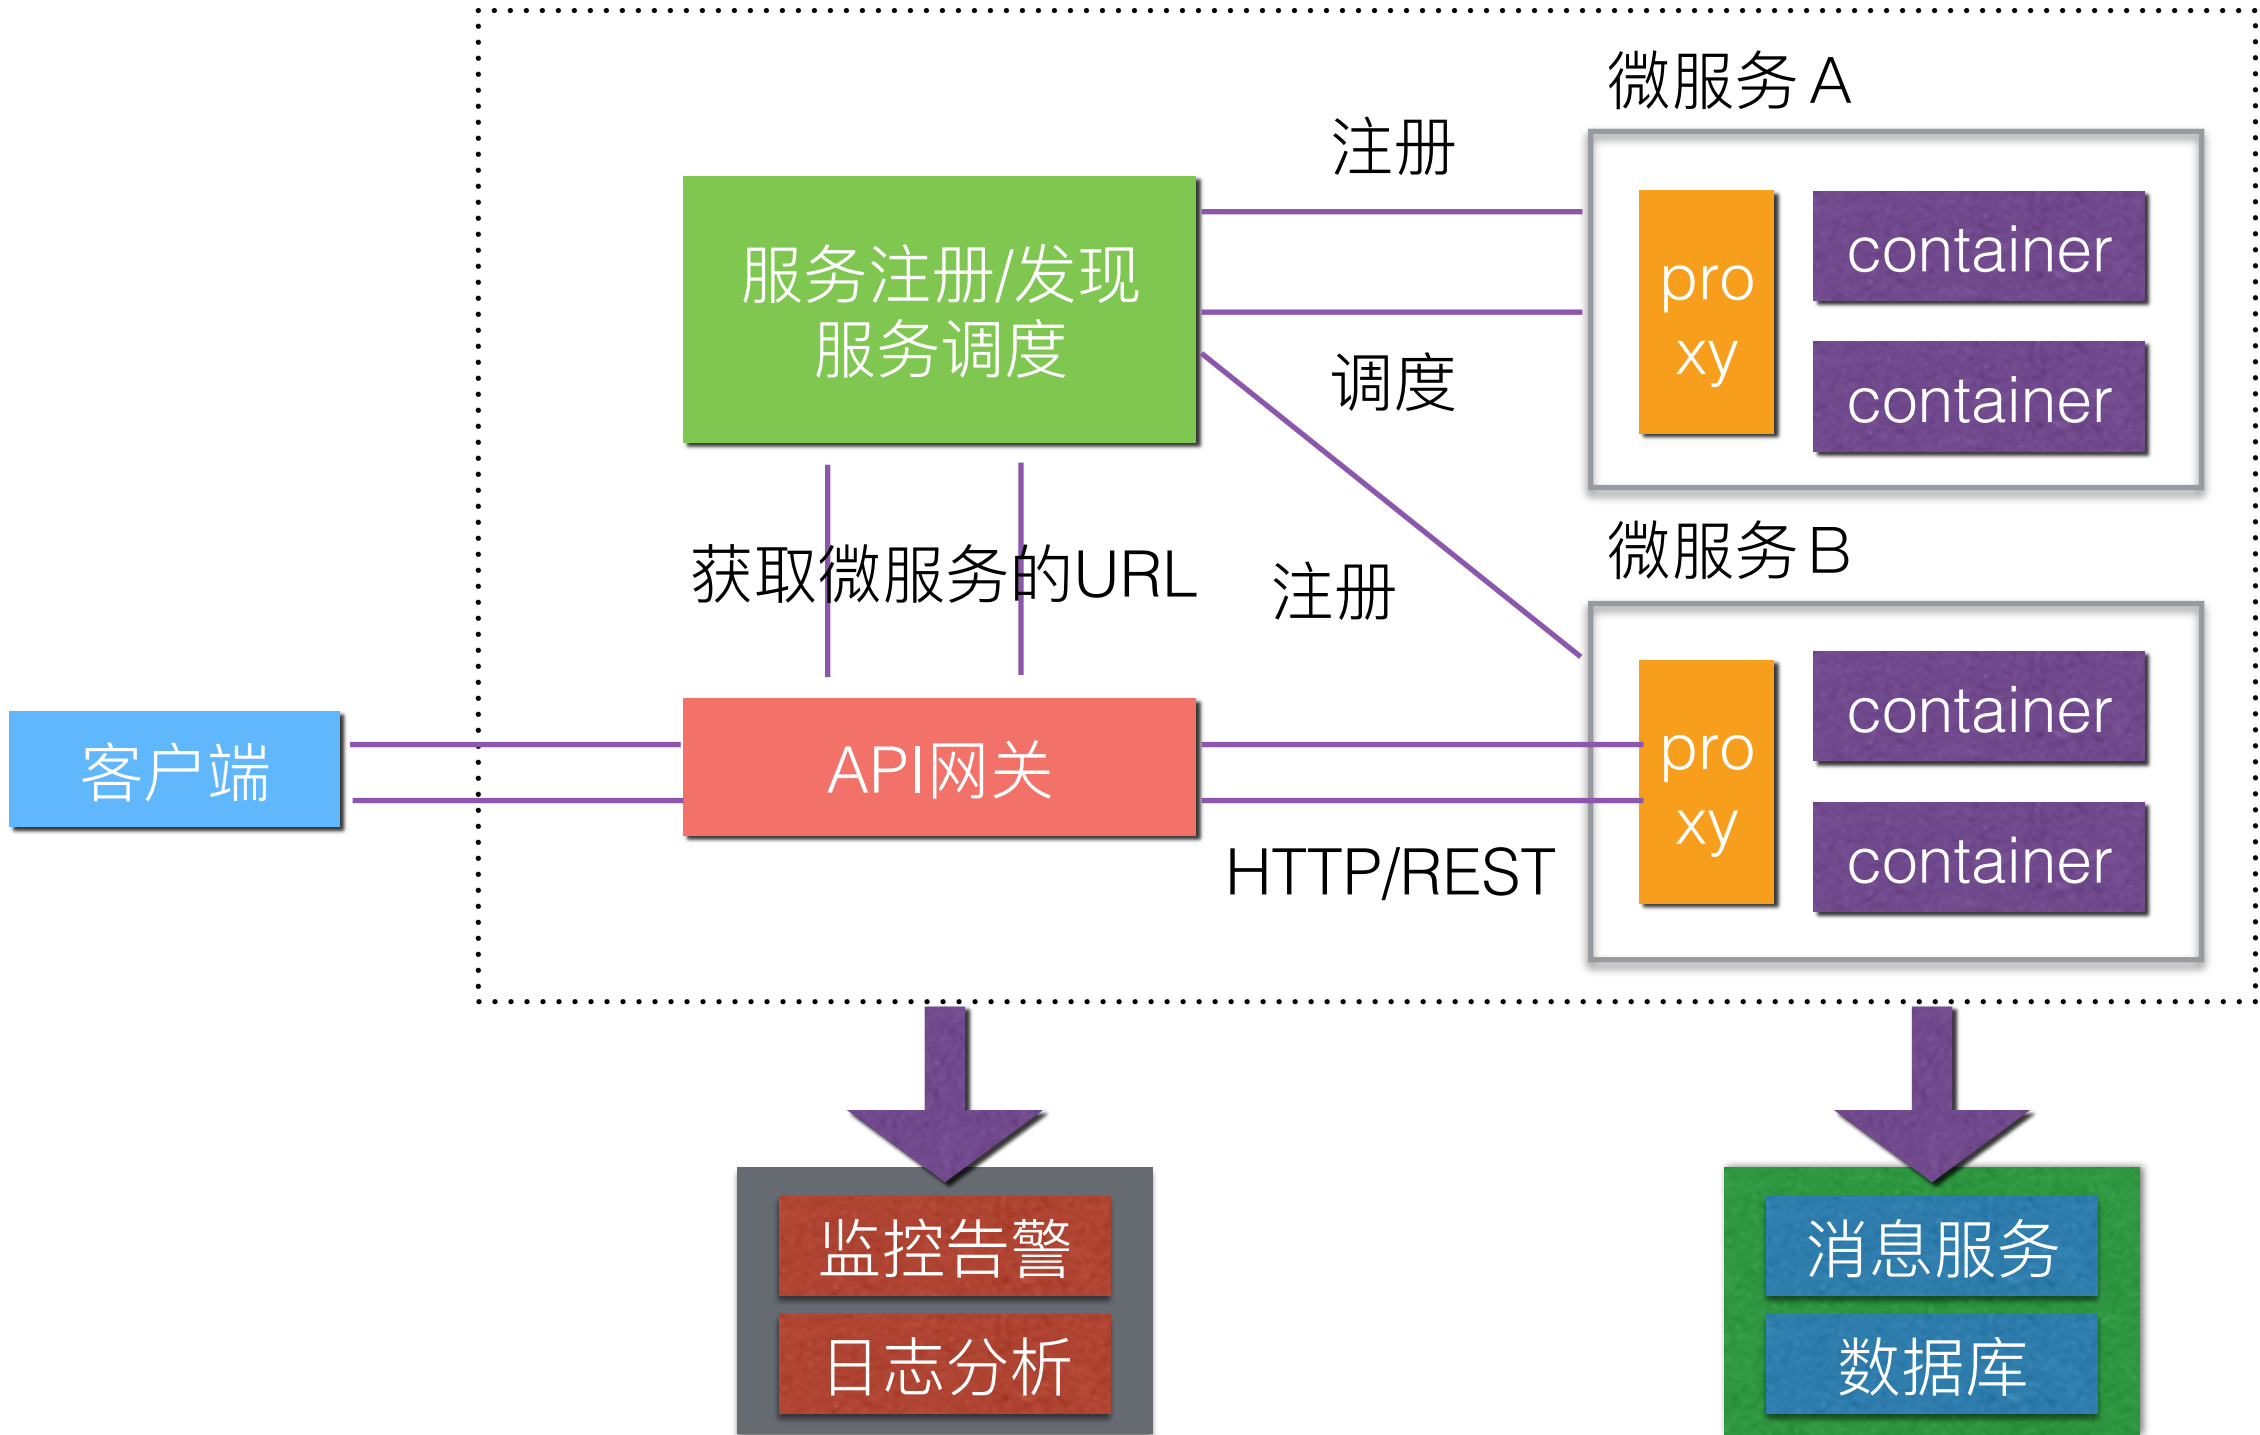 微服务 A
注册
服务注册/发现
服务调度
pro
xy
container
container
调度
获取微服务的URL
注册
微服务 B
客户端
API网关
HTTP/REST
pro
xy
container
container
监控告警
日志分析
消息服务
数据库